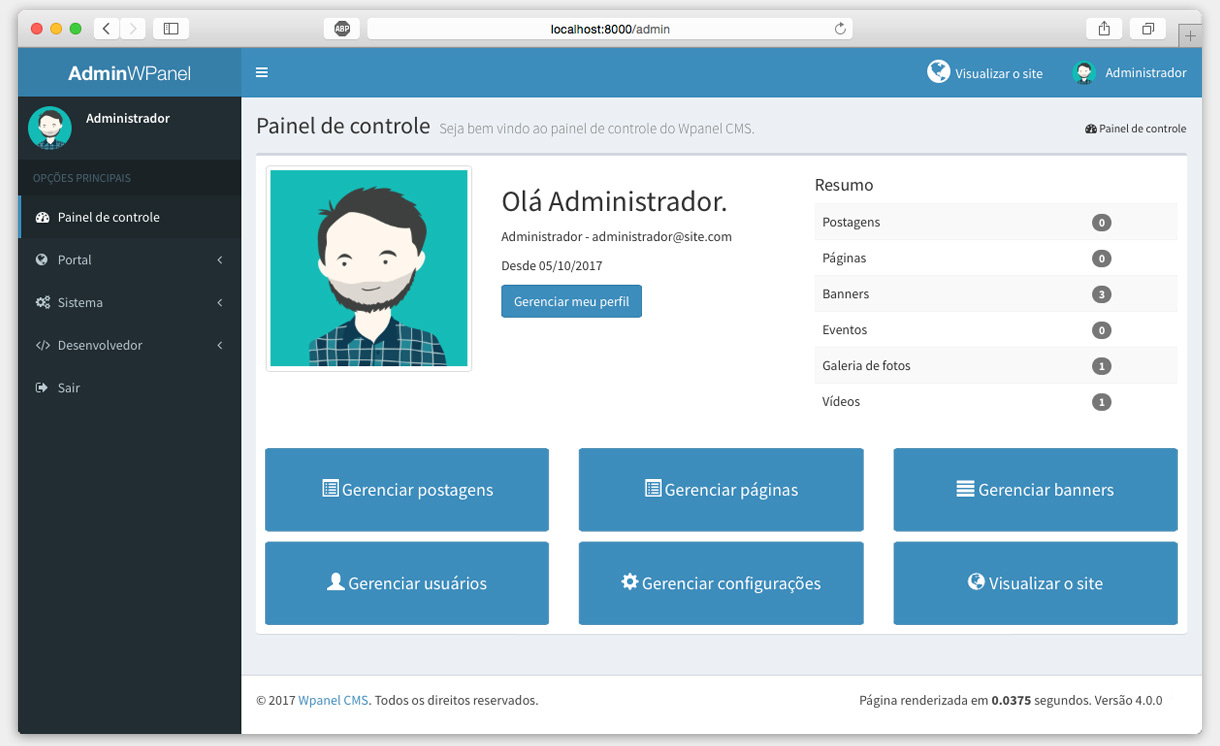 ABP
localhost:8000/admin
AdminWPanel
Visualizar o site
Administrador
Administrador
OPÇÕES PRINCIPAIS
Painel de controle
Portal
Sistema
Desenvolvedor
Sair
Painel de controle Seja bem vindo ao painel de controle do Wpanel CMS.
Painel de controle
Olá Administrador.
Administrador - administrador@site.com
Desde 05/10/2017
Gerenciar meu perfil
Resumo
Postagens 0
Páginas 0
Banners 3
Eventos 0
Galeria de fotos 1
Vídeos 1
Gerenciar postagens
Gerenciar páginas
Gerenciar banners
Gerenciar usuários
Gerenciar configurações
Visualizar o site
© 2017 Wpanel CMS. Todos os direitos reservados.
Página renderizada em 0.0375 segundos. Versão 4.0.0